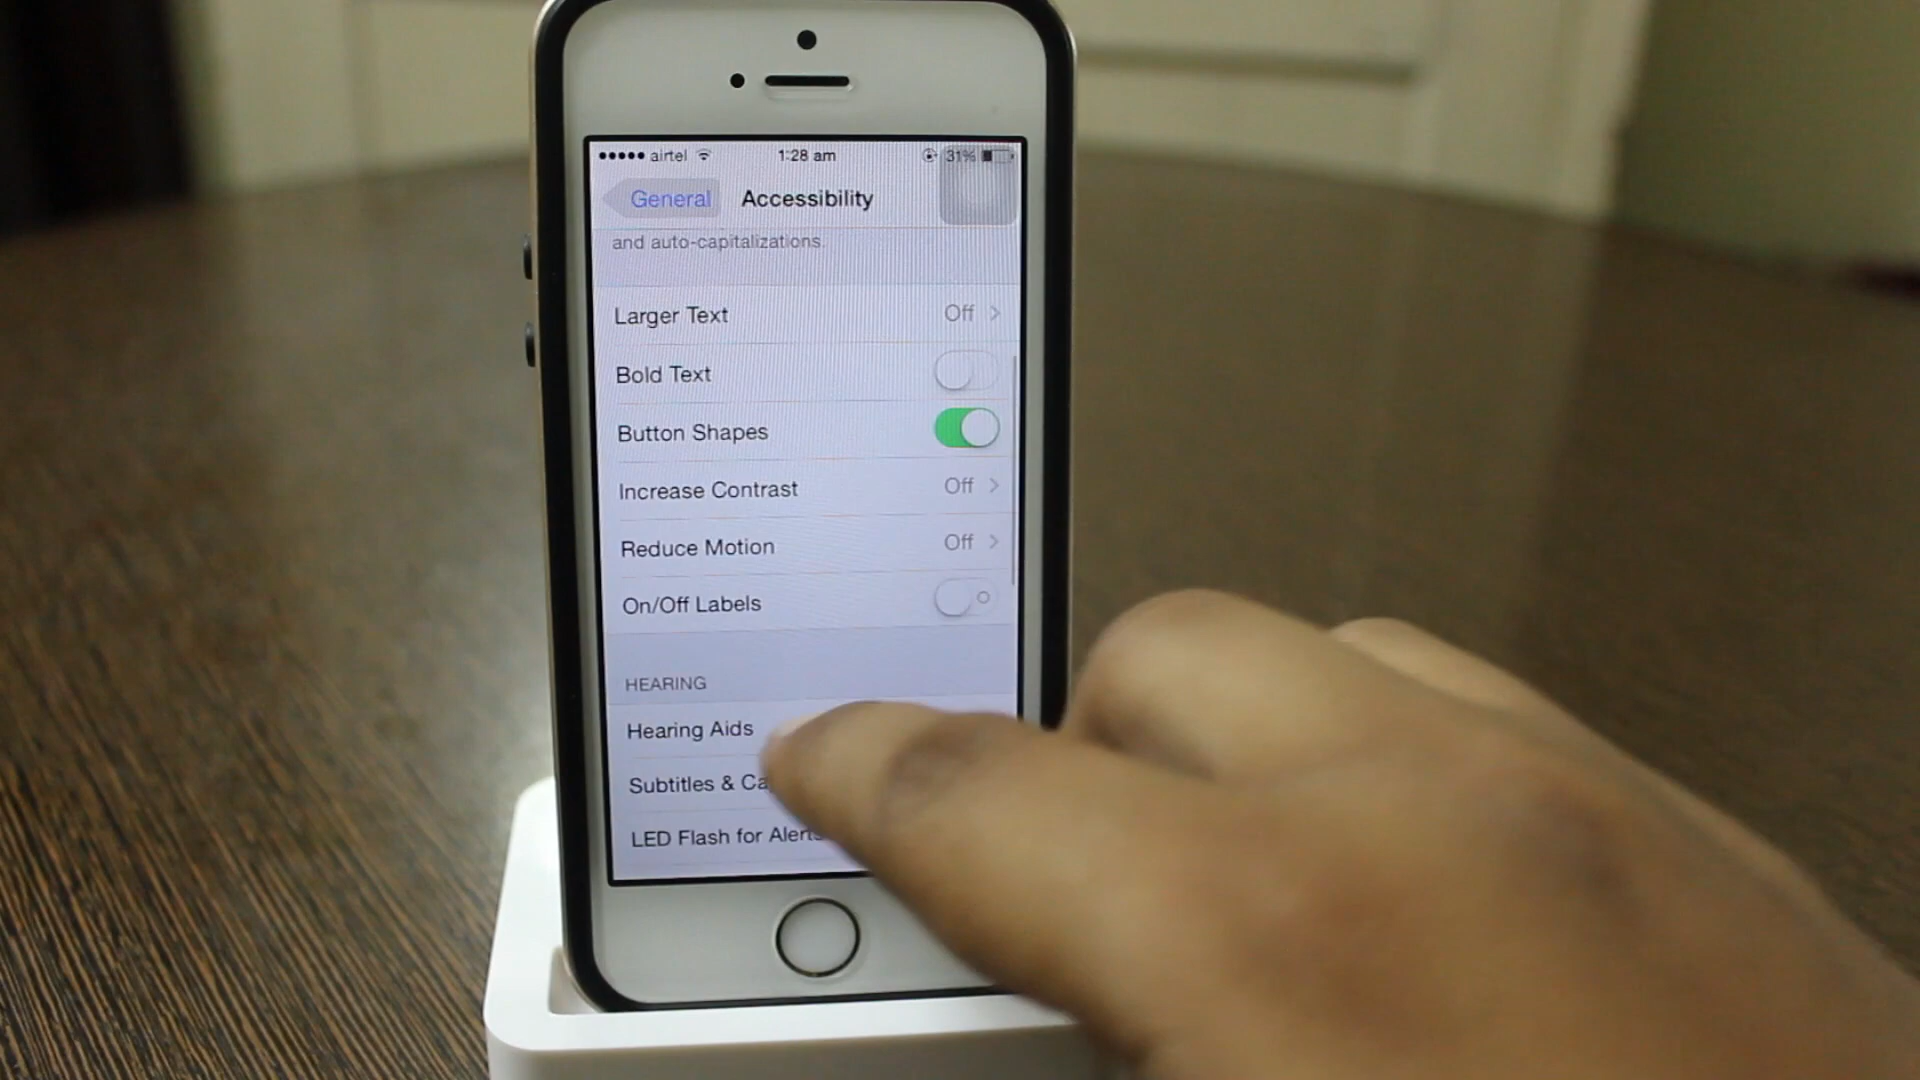 airtel 1:28 am 31%
General Accessibility
and auto-capitalizations.
Larger Text Off
Bold Text
Button Shapes
Increase Contrast Off
Reduce Motion Off
On/Off Labels
HEARING
Hearing Aids
Subtitles & Ca
LED Flash for Alerts